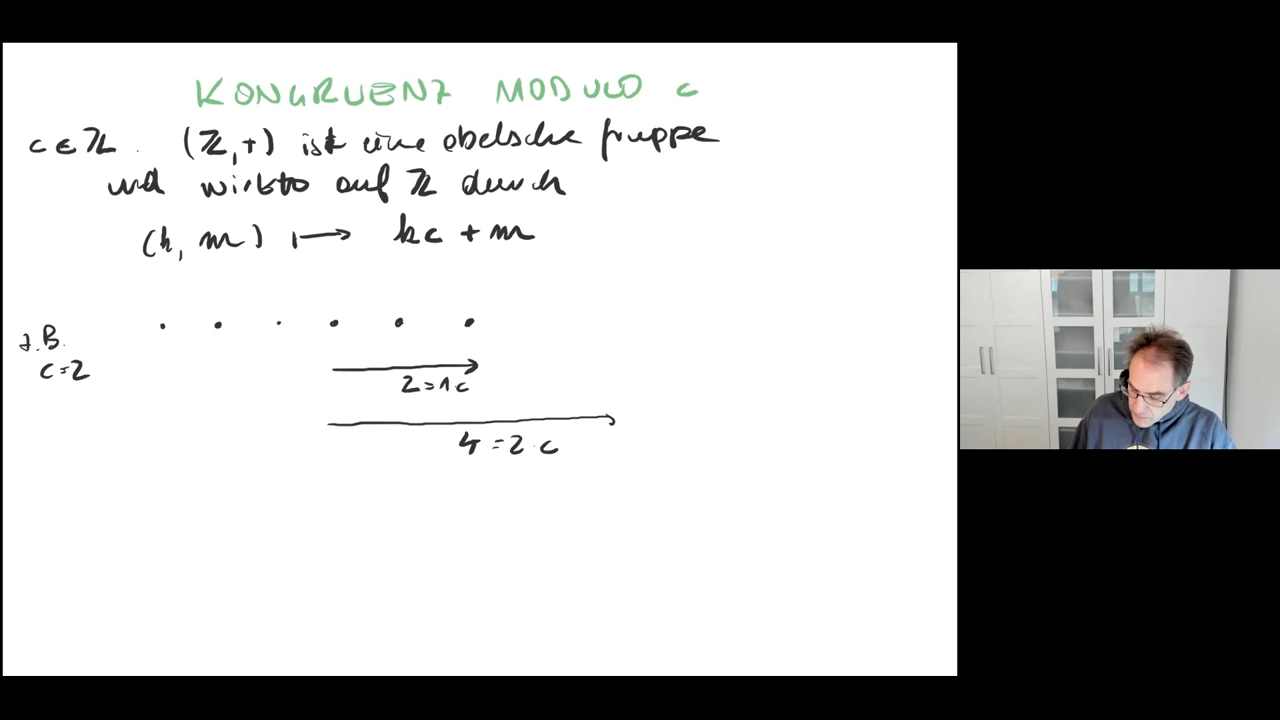 KONGRUENZ MODULO c
c ∈ ℤ. (ℤ,+) ist eine abelsche Gruppe
und wirkt auf ℤ durch
(k, m) ↦ kc + m
z.B.
c=2
2=1c
4=2·c